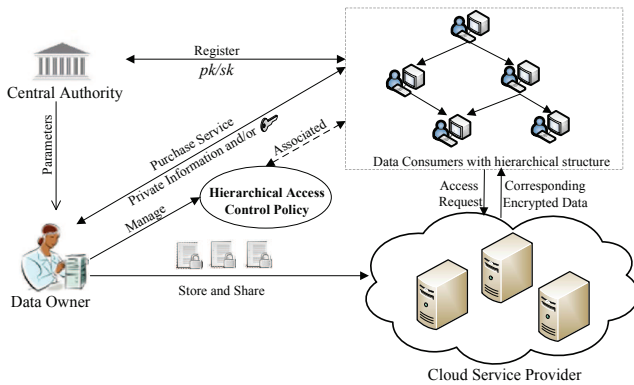 Register
pk/sk
Central Authority
Parameters
Purchase Service
Private Information and/or
Associated
Data Consumers with hierarchical structure
Hierarchical Access
Control Policy
Manage
Access
Request
Corresponding
Encrypted Data
Data Owner
Store and Share
Cloud Service Provider